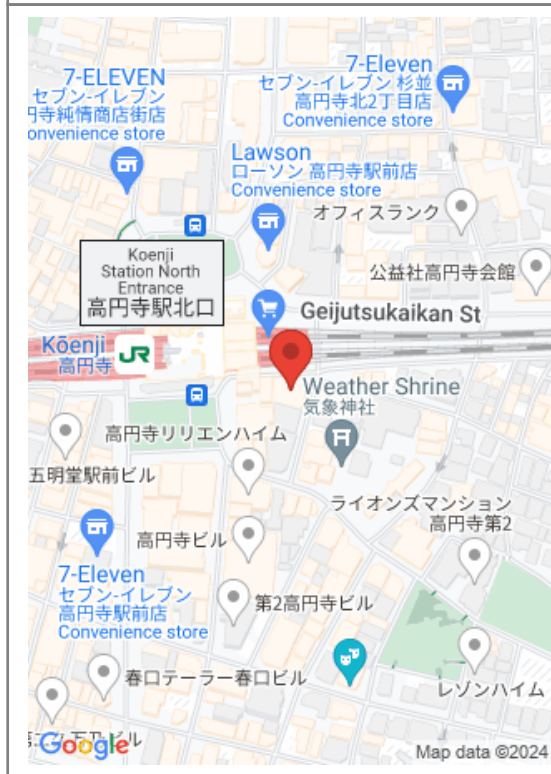 7-Eleven
セブン-イレブン 杉並
高円寺北2丁目店
Convenience store
7-ELEVEN
セブン-イレブン
円寺純情商店街店
onvenience store
Lawson
ローソン 高円寺駅前店
Convenience store
オフィスランク
公益社高円寺会館
Koenji
Station North
Entrance
高円寺駅北口
Geijutsukaikan St
Kōenji
高円寺
JR
Weather Shrine
気象神社
高円寺リリエンハイム
五明堂駅前ビル
ライオンズマンション
高円寺第2
高円寺ビル
7-Eleven
セブン-イレブン
高円寺駅前店
Convenience store
第2高円寺ビル
春口テーラー春口ビル
レゾンハイム
ビル
Google
Map data ©2024